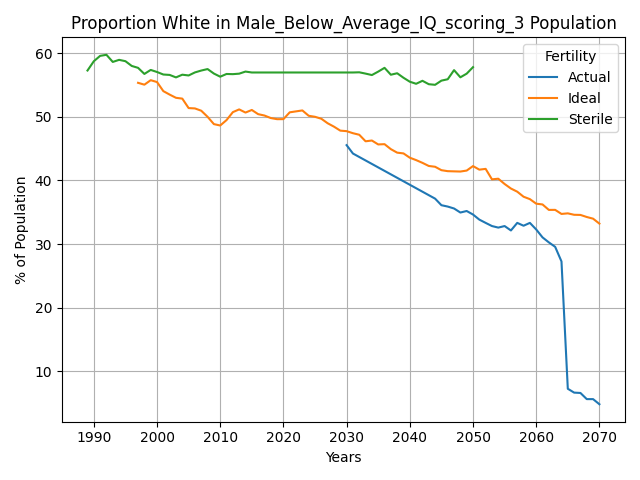 Proportion White in Male_Below_Average_IQ_scoring_3 Population
% of Population
60
50
40
30
20
10
Fertility
Actual
Ideal
Sterile
1990 2000 2010 2020 2030 2040 2050 2060 2070
Years